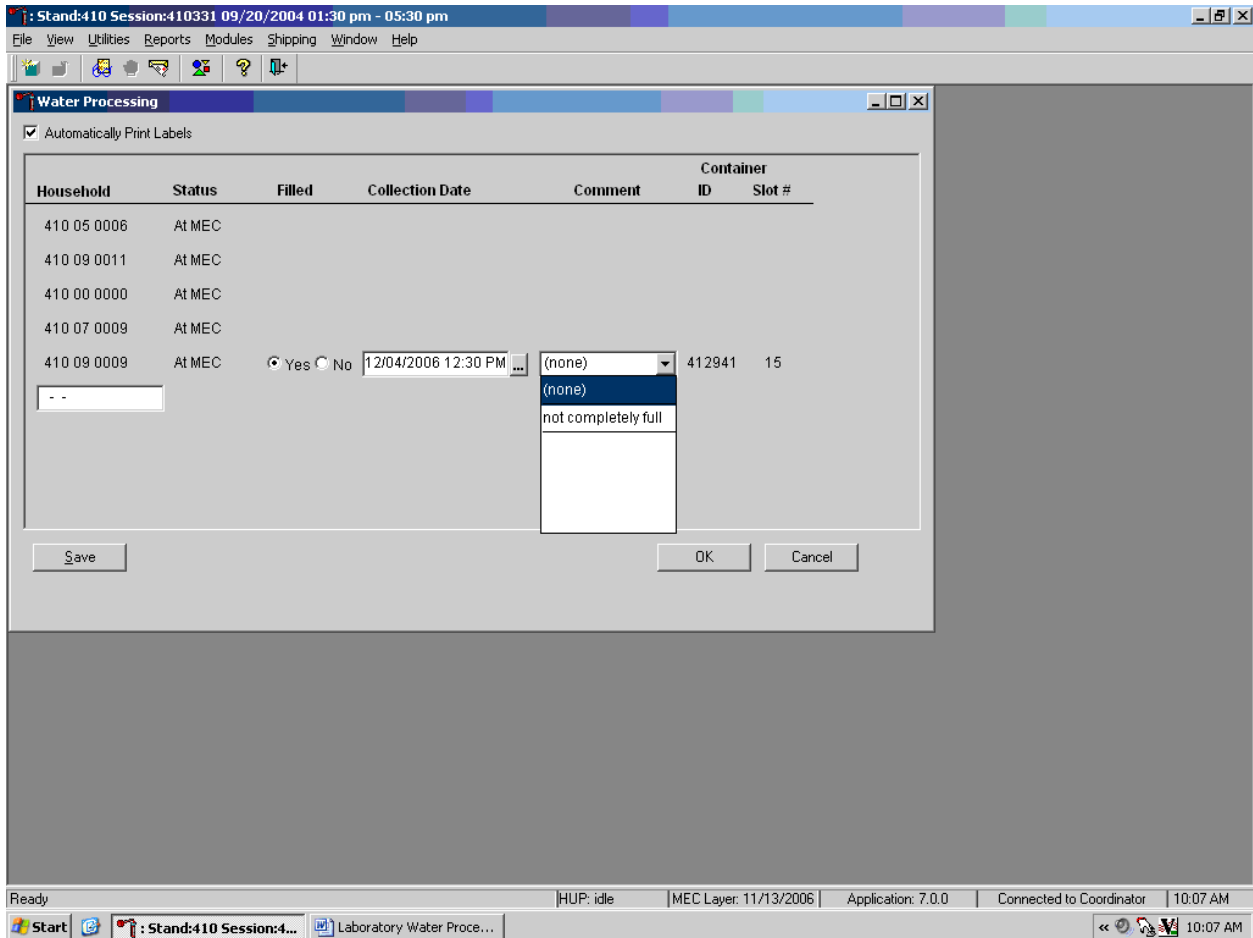 : Stand:410 Session:410331 09/20/2004 01:30 pm - 05:30 pm
File View Utilities Reports Modules Shipping Window Help
Water Processing
Automatically Print Labels
Container
Household Status Filled Collection Date Comment ID Slot #
410 05 0006 At MEC
410 09 0011 At MEC
410 00 0000 At MEC
410 07 0009 At MEC
410 09 0009 At MEC Yes No 12/04/2006 12:30 PM ... (none) 412941 15
- - (none)
not completely full
Save OK Cancel
Ready HUP: idle MEC Layer: 11/13/2006 Application: 7.0.0 Connected to Coordinator 10:07 AM
Start : Stand:410 Session:4... Laboratory Water Proce... « 10:07 AM